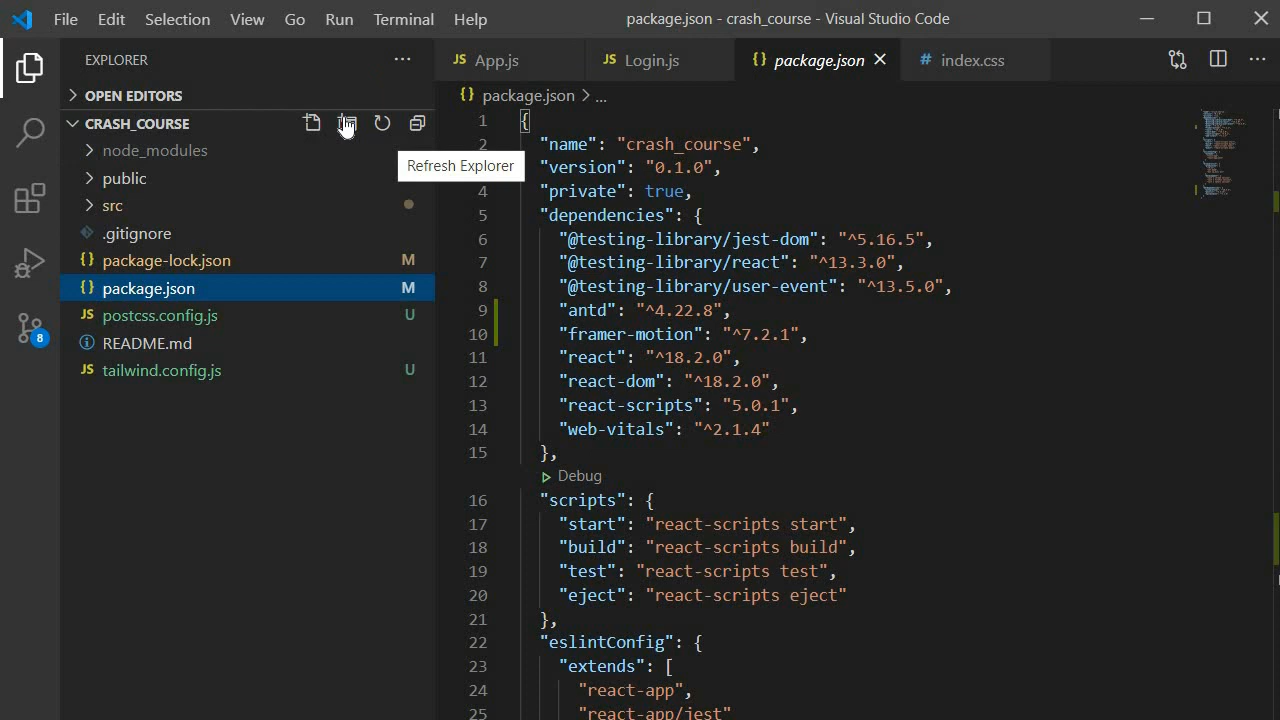 File Edit Selection View Go Run Terminal Help
package.json - crash_course - Visual Studio Code
EXPLORER
OPEN EDITORS
CRASH_COURSE
node_modules
public
src
.gitignore
package-lock.json M
package.json M
postcss.config.js U
README.md
tailwind.config.js U
8
Refresh Explorer
JS App.js
JS Login.js
{} package.json
# index.css
{} package.json > ...
1 {
2 "name": "crash_course",
"version": "0.1.0",
4 "private": true,
5 "dependencies": {
6 "@testing-library/jest-dom": "^5.16.5",
7 "@testing-library/react": "^13.3.0",
8 "@testing-library/user-event": "^13.5.0",
9 "antd": "^4.22.8",
10 "framer-motion": "^7.2.1",
11 "react": "^18.2.0",
12 "react-dom": "^18.2.0",
13 "react-scripts": "5.0.1",
14 "web-vitals": "^2.1.4"
15 },
Debug
16 "scripts": {
17 "start": "react-scripts start",
18 "build": "react-scripts build",
19 "test": "react-scripts test",
20 "eject": "react-scripts eject"
21 },
22 "eslintConfig": {
23 "extends": [
24 "react-app",
25 "react-app/jest"